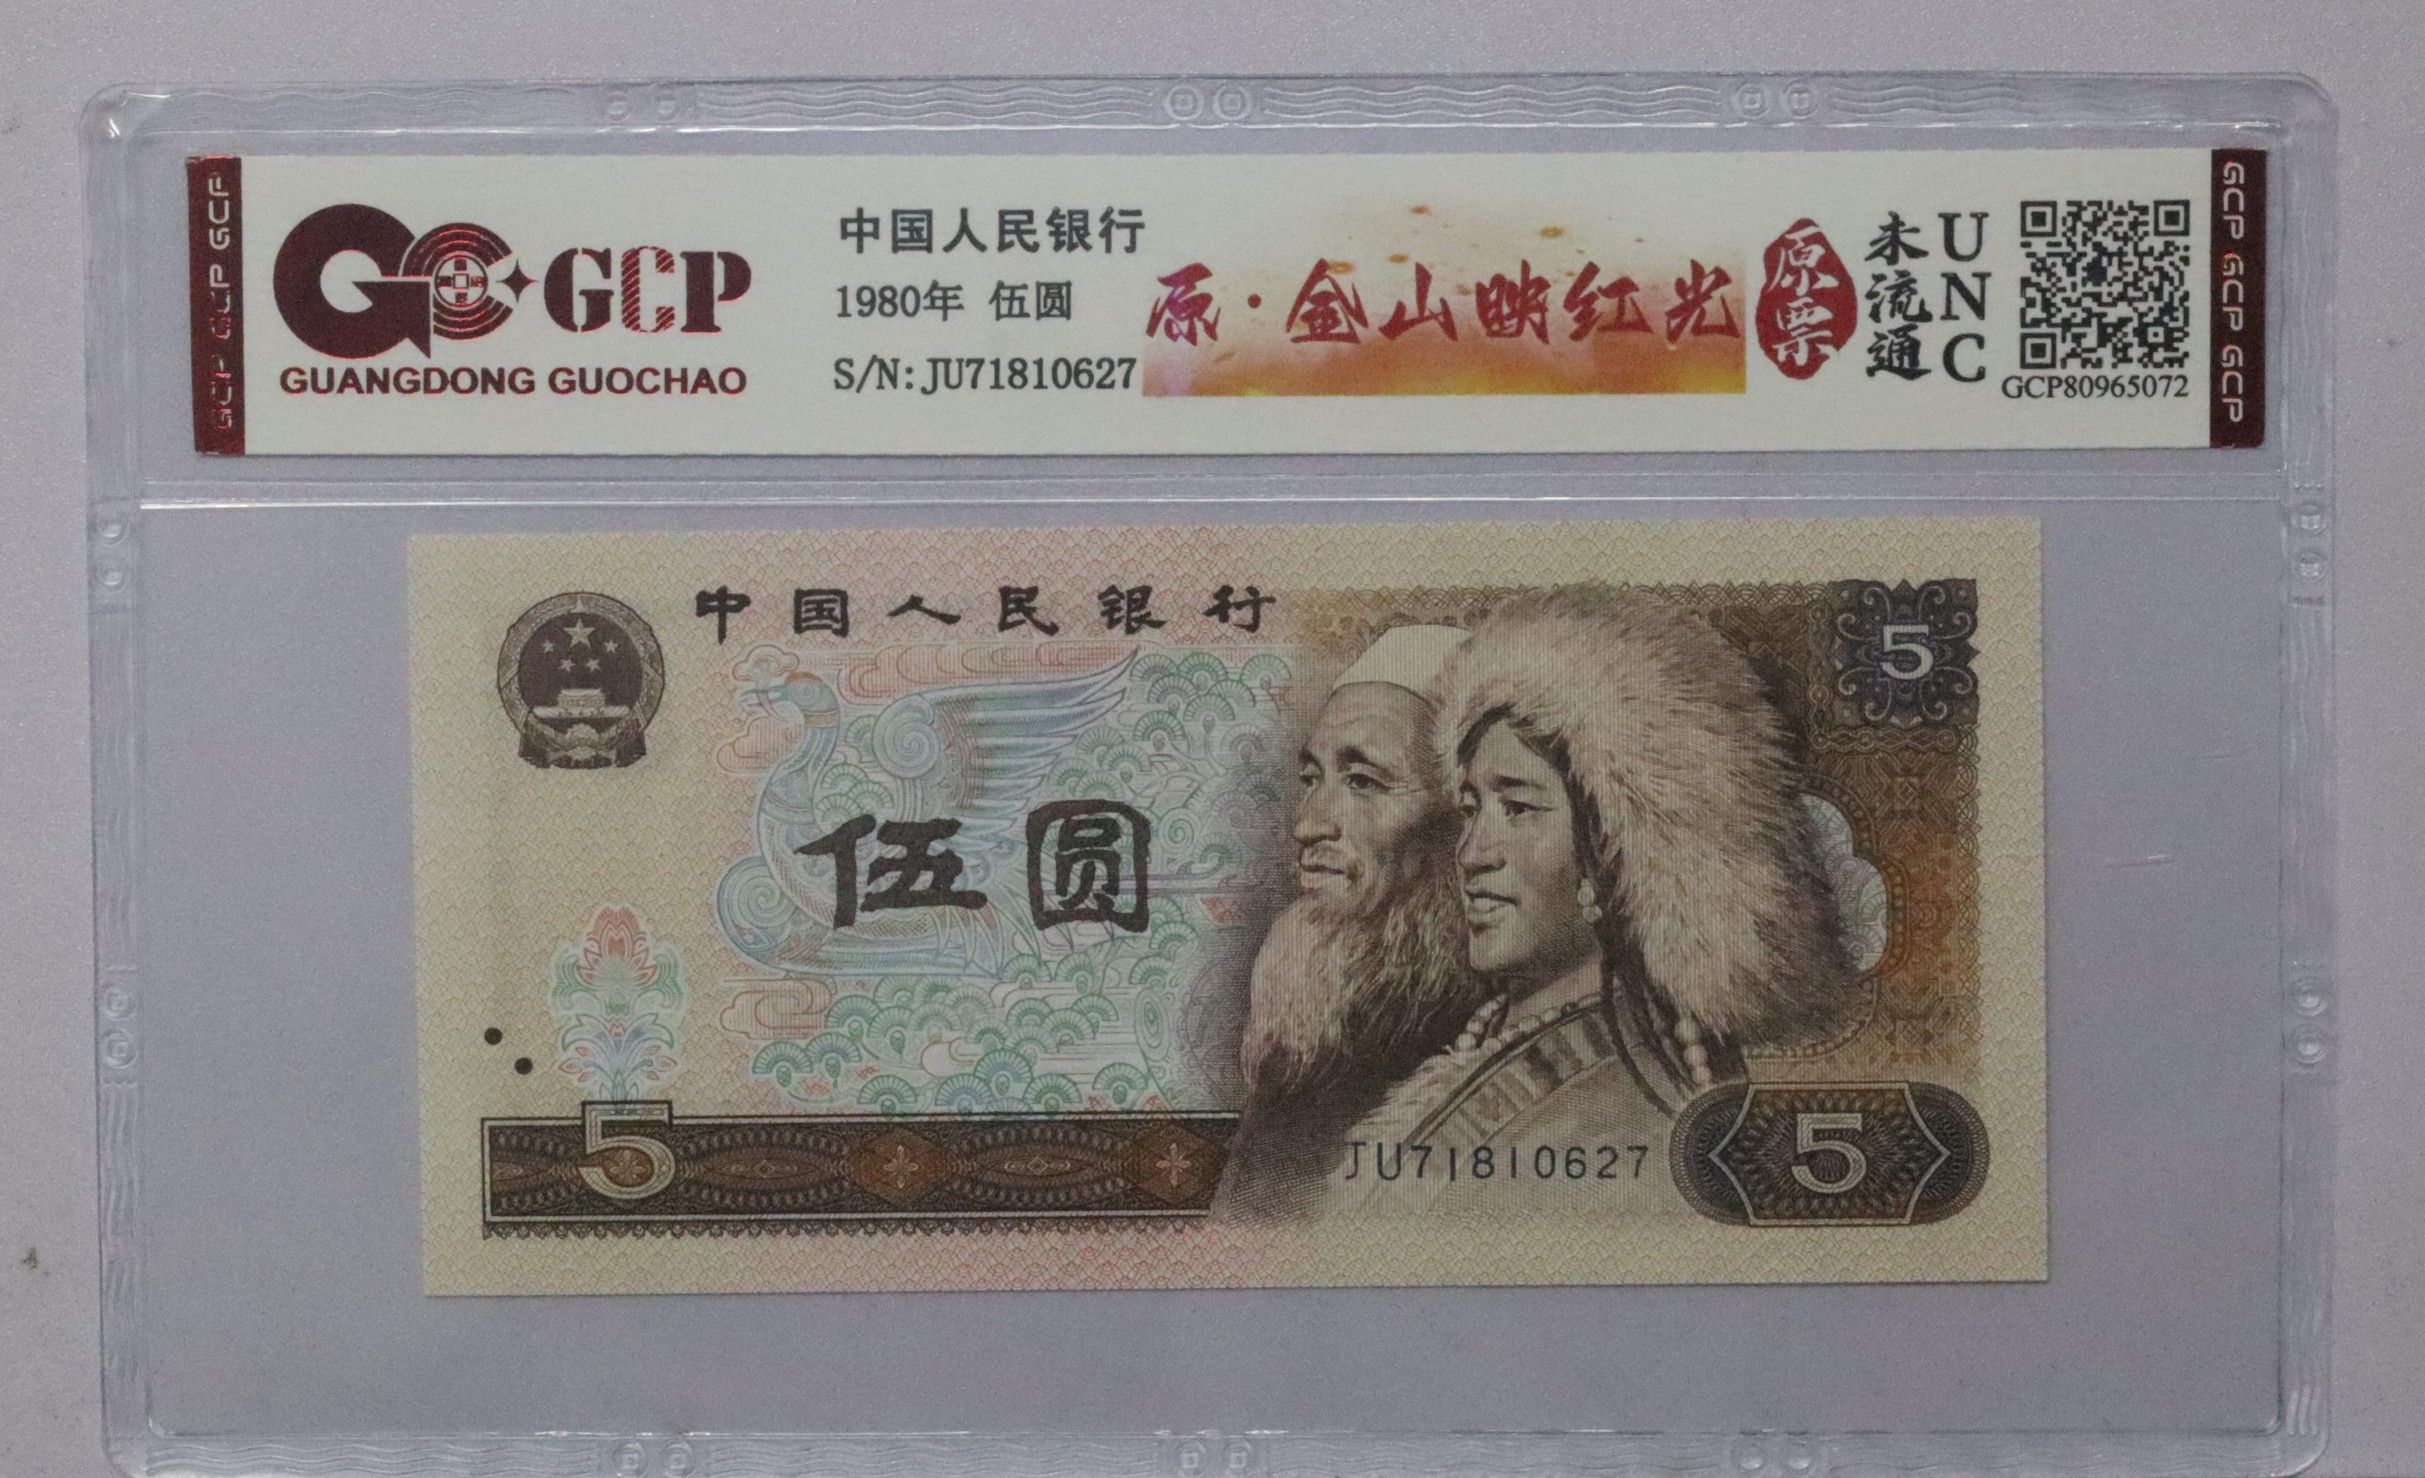 GCP GCP GCP
GCP
GUANGDONG GUOCHAO
中国人民银行
1980年 伍圆
S/N: JU71810627
原·金山映红光
原票
未流通
UNC
GCP80965072
GCP GCP GCP
中国人民银行
5
伍圆
5
JU71810627
5